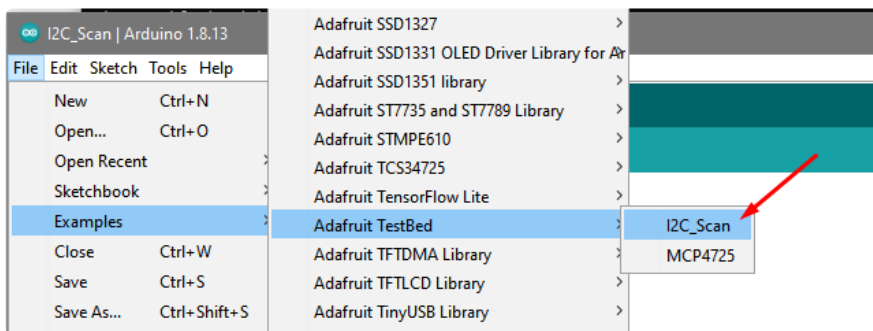 I2C_Scan | Arduino 1.8.13
File Edit Sketch Tools Help
New Ctrl+N
Open... Ctrl+O
Open Recent
Sketchbook
Examples
Close Ctrl+W
Save Ctrl+S
Save As... Ctrl+Shift+S
Adafruit SSD1327
Adafruit SSD1331 OLED Driver Library for Ar
Adafruit SSD1351 library
Adafruit ST7735 and ST7789 Library
Adafruit STMPE610
Adafruit TCS34725
Adafruit TensorFlow Lite
Adafruit TestBed
Adafruit TFTDMA Library
Adafruit TFTLCD Library
Adafruit TinyUSB Library
I2C_Scan
MCP4725